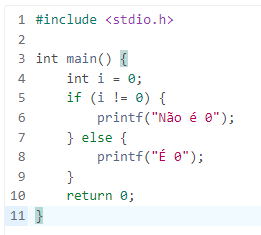 1 #include <stdio.h>
2
3 int main() {
4     int i = 0;
5     if (i != 0) {
6         printf("Não é 0");
7     } else {
8         printf("É 0");
9     }
10     return 0;
11 }